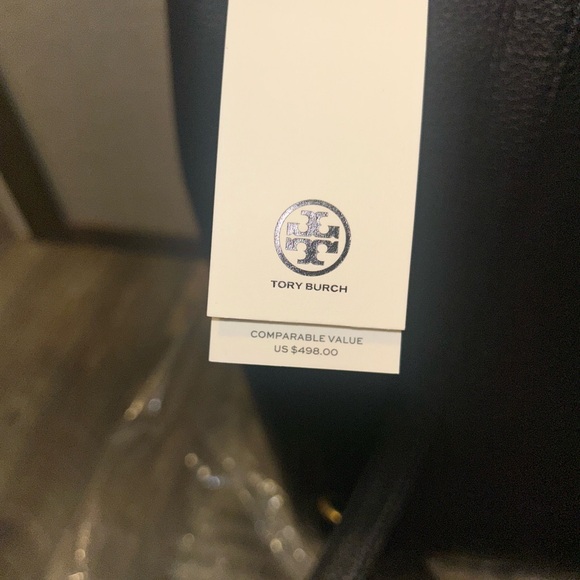 TORY BURCH
COMPARABLE VALUE
US $498.00